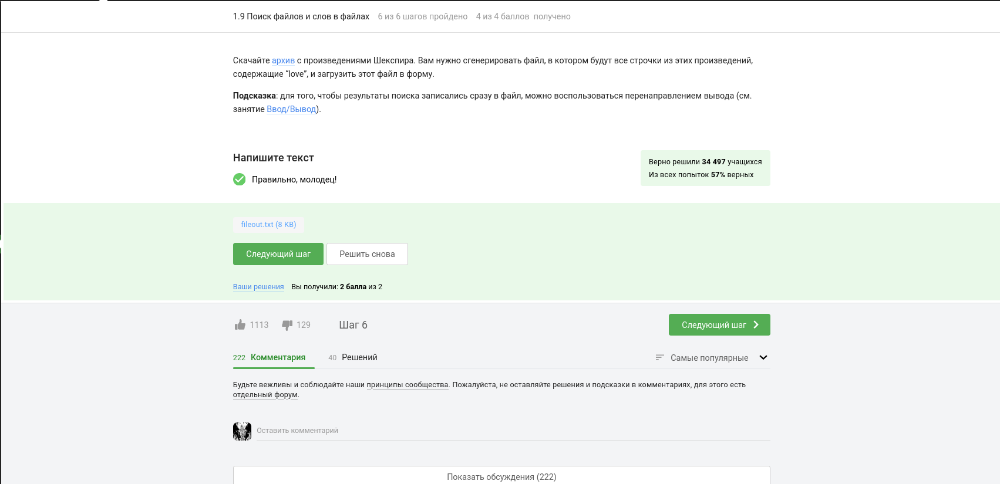 1.9 Поиск файлов и слов в файлах 6 из 6 шагов пройдено 4 из 4 баллов получено
Скачайте архив с произведениями Шекспира. Вам нужно сгенерировать файл, в котором будут все строчки из этих произведений,
содержащие “love”, и загрузить этот файл в форму.
Подсказка: для того, чтобы результаты поиска записались сразу в файл, можно воспользоваться перенаправлением вывода (см.
занятие Ввод/Вывод).
Напишите текст
Правильно, молодец!
Верно решили 34 497 учащихся
Из всех попыток 57% верных
fileout.txt (8 KB)
Следующий шаг Решить снова
Ваши решения Вы получили: 2 балла из 2
1113 129 Шаг 6 Следующий шаг
222 Комментария 40 Решений Самые популярные
Будьте вежливы и соблюдайте наши принципы сообщества. Пожалуйста, не оставляйте решения и подсказки в комментариях, для этого есть
отдельный форум.
Оставить комментарий
Показать обсуждения (222)